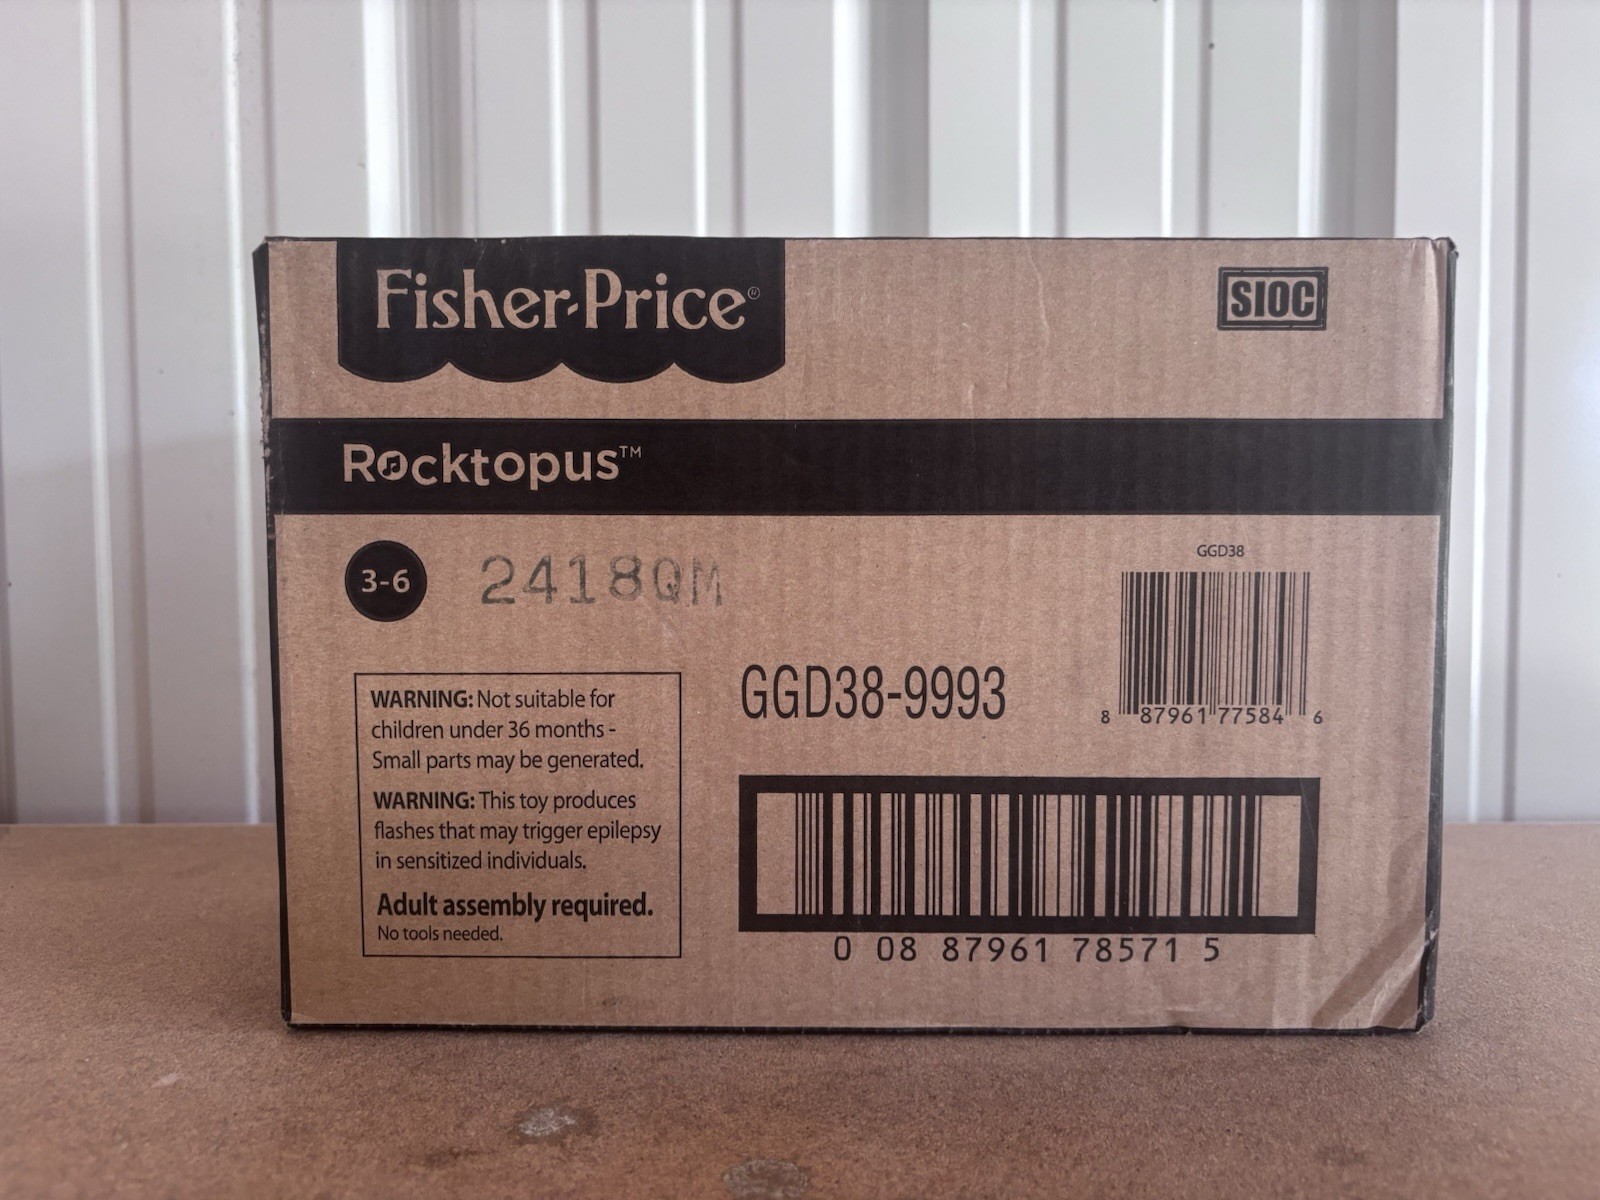 Fisher-Price®
SIOC
Rocktopus™
3-6
2418QM
GGD38
8 87961 77584 6
GGD38-9993
WARNING: Not suitable for
children under 36 months -
Small parts may be generated.
WARNING: This toy produces
flashes that may trigger epilepsy
in sensitized individuals.
Adult assembly required.
No tools needed.
0 08 87961 78571 5